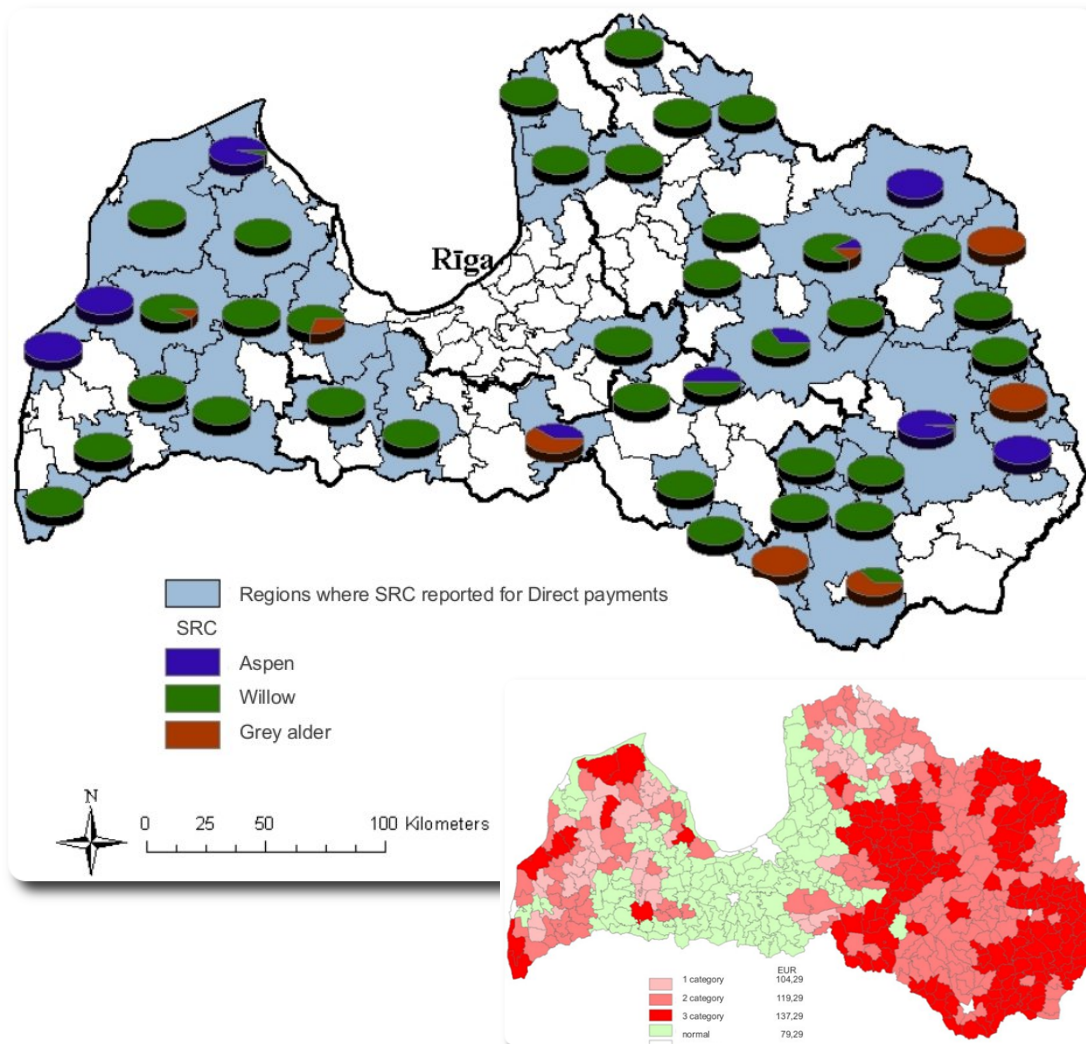 Rīga
Regions where SRC reported for Direct payments
SRC
Aspen
Willow
Grey alder
N
0 25 50 100 Kilometers
EUR
1 category 104,29
2 category 119,29
3 category 137,29
normal 79,29